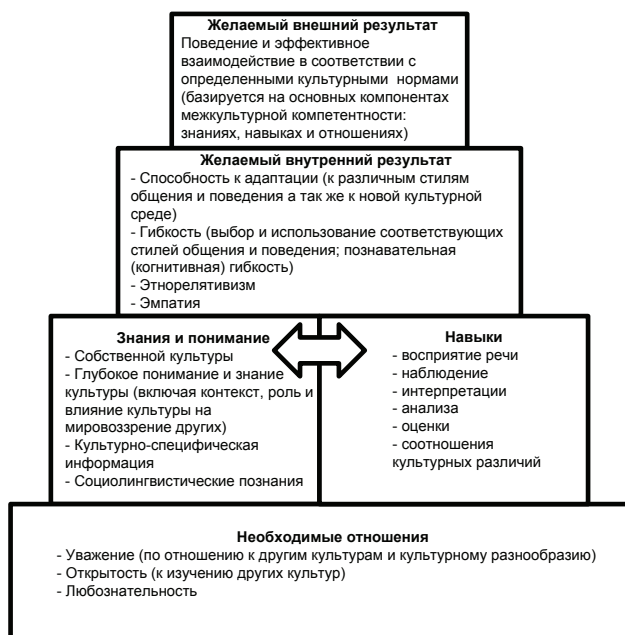 Желаемый внешний результат
Поведение и эффективное
взаимодействие в соответствии с
определенными культурными нормами
(базируется на основных компонентах
межкультурной компетентности:
знаниях, навыках и отношениях)
Желаемый внутренний результат
- Способность к адаптации (к различным стилям
общения и поведения а так же к новой культурной
среде)
- Гибкость (выбор и использование соответствующих
стилей общения и поведения; познавательная
(когнитивная) гибкость)
- Этнорелятивизм
- Эмпатия
Знания и понимание
- Собственной культуры
- Глубокое понимание и знание
культуры (включая контекст, роль и
влияние культуры на
мировоззрение других)
- Культурно-специфическая
информация
- Социолингвистические познания
Навыки
- восприятие речи
- наблюдение
- интерпретации
- анализа
- оценки
- соотношения
культурных различий
Необходимые отношения
- Уважение (по отношению к другим культурам и культурному разнообразию)
- Открытость (к изучению других культур)
- Любознательность